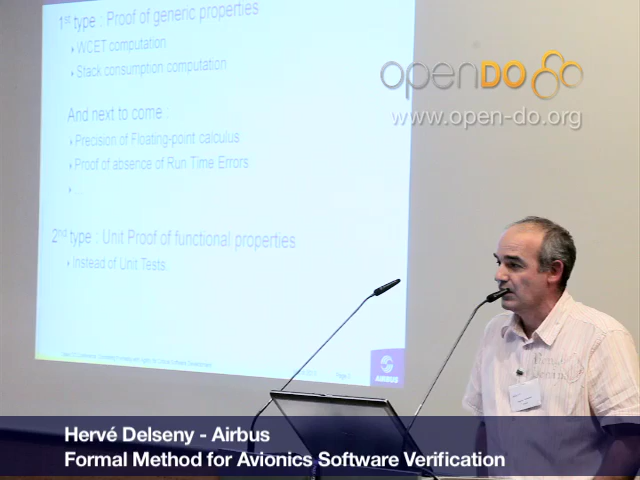 1st type : Proof of generic properties
WCET computation
Stack consumption computation
And next to come :
Precision of Floating-point calculus
Proof of absence of Run Time Errors
...
2nd type : Unit Proof of functional properties
Instead of Unit Tests
AIRBUS
openDO
www.open-do.org
Hervé Delseny - Airbus
Formal Method for Avionics Software Verification